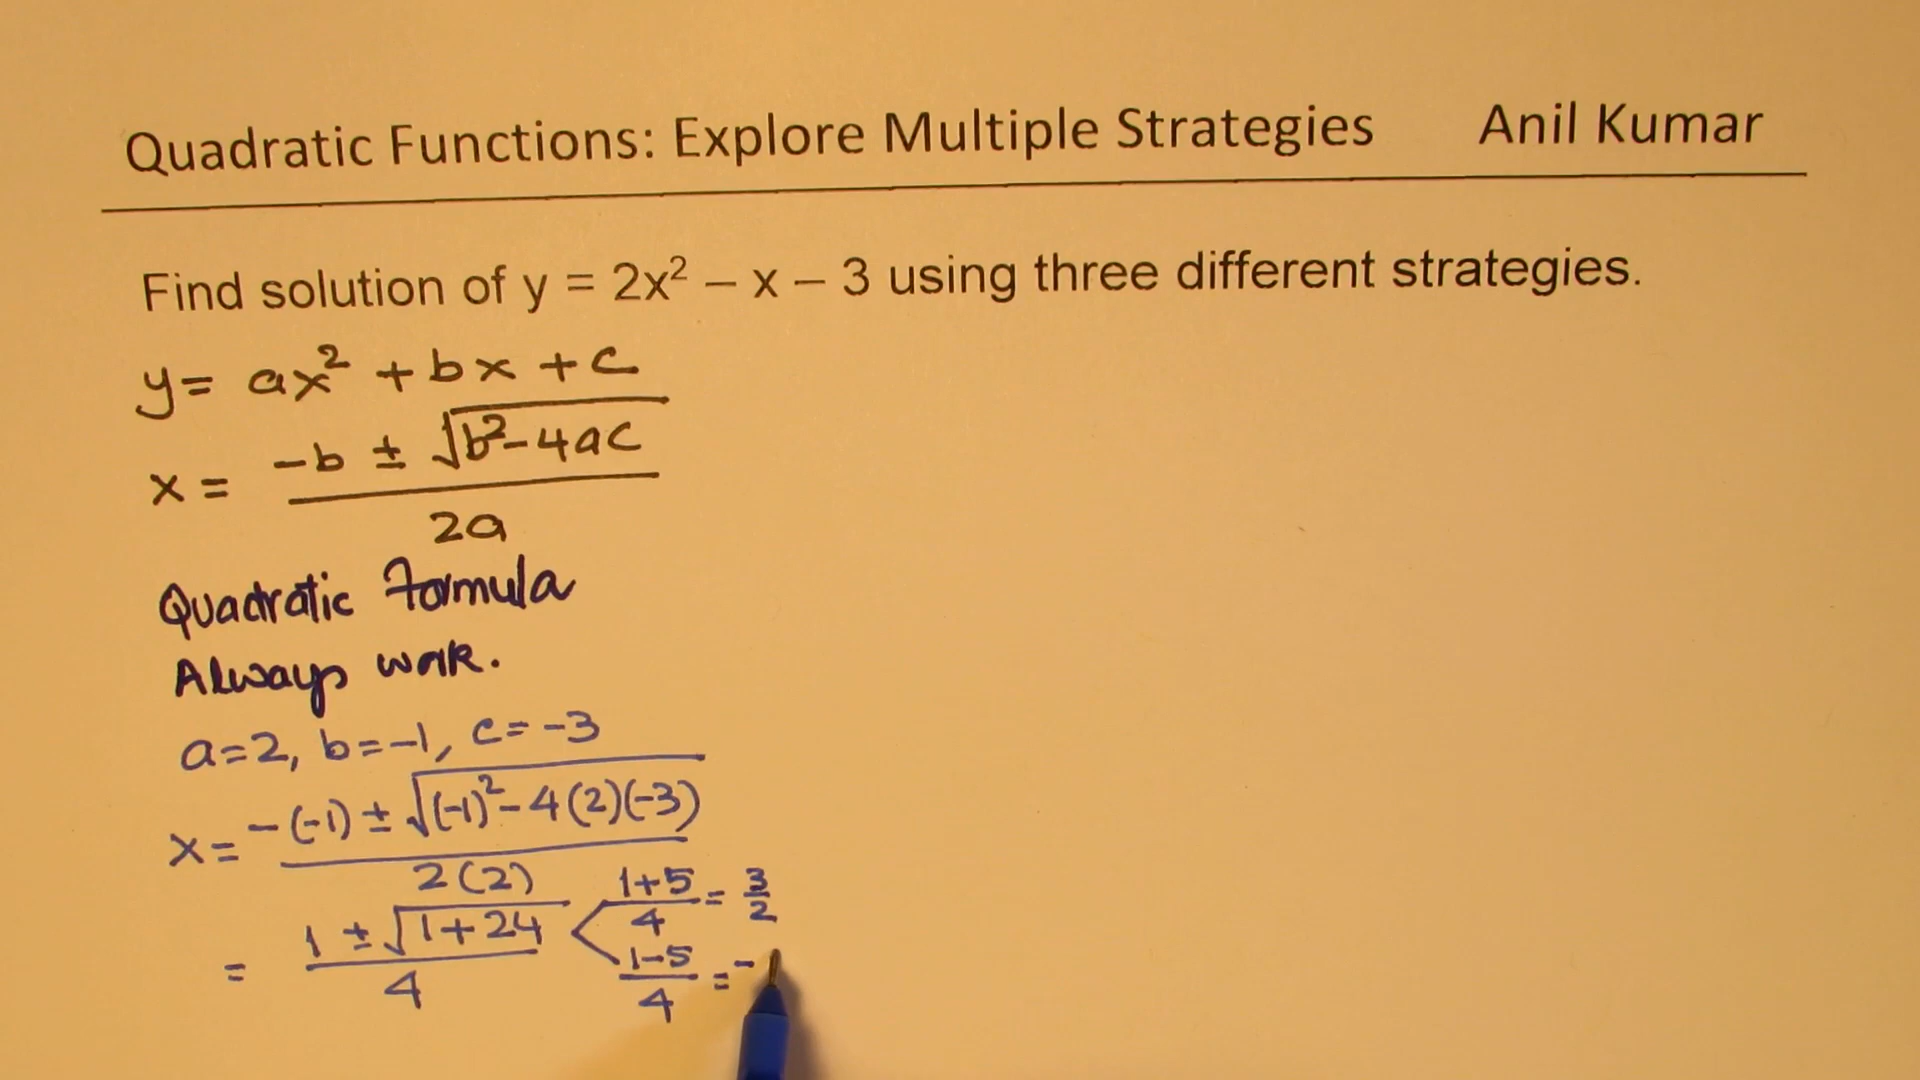 Quadratic Functions: Explore Multiple Strategies Anil Kumar
Find solution of y = 2x² – x – 3 using three different strategies.
y = ax² + bx + c
x = (-b ± √(b²-4ac)) / 2a
Quadratic Formula
Always work.
a=2, b=-1, c=-3
x = (-(-1) ± √((-1)²-4(2)(-3))) / 2(2)
= (1 ± √(1+24)) / 4 < (1+5)/4 = 3/2
(1-5)/4 = -